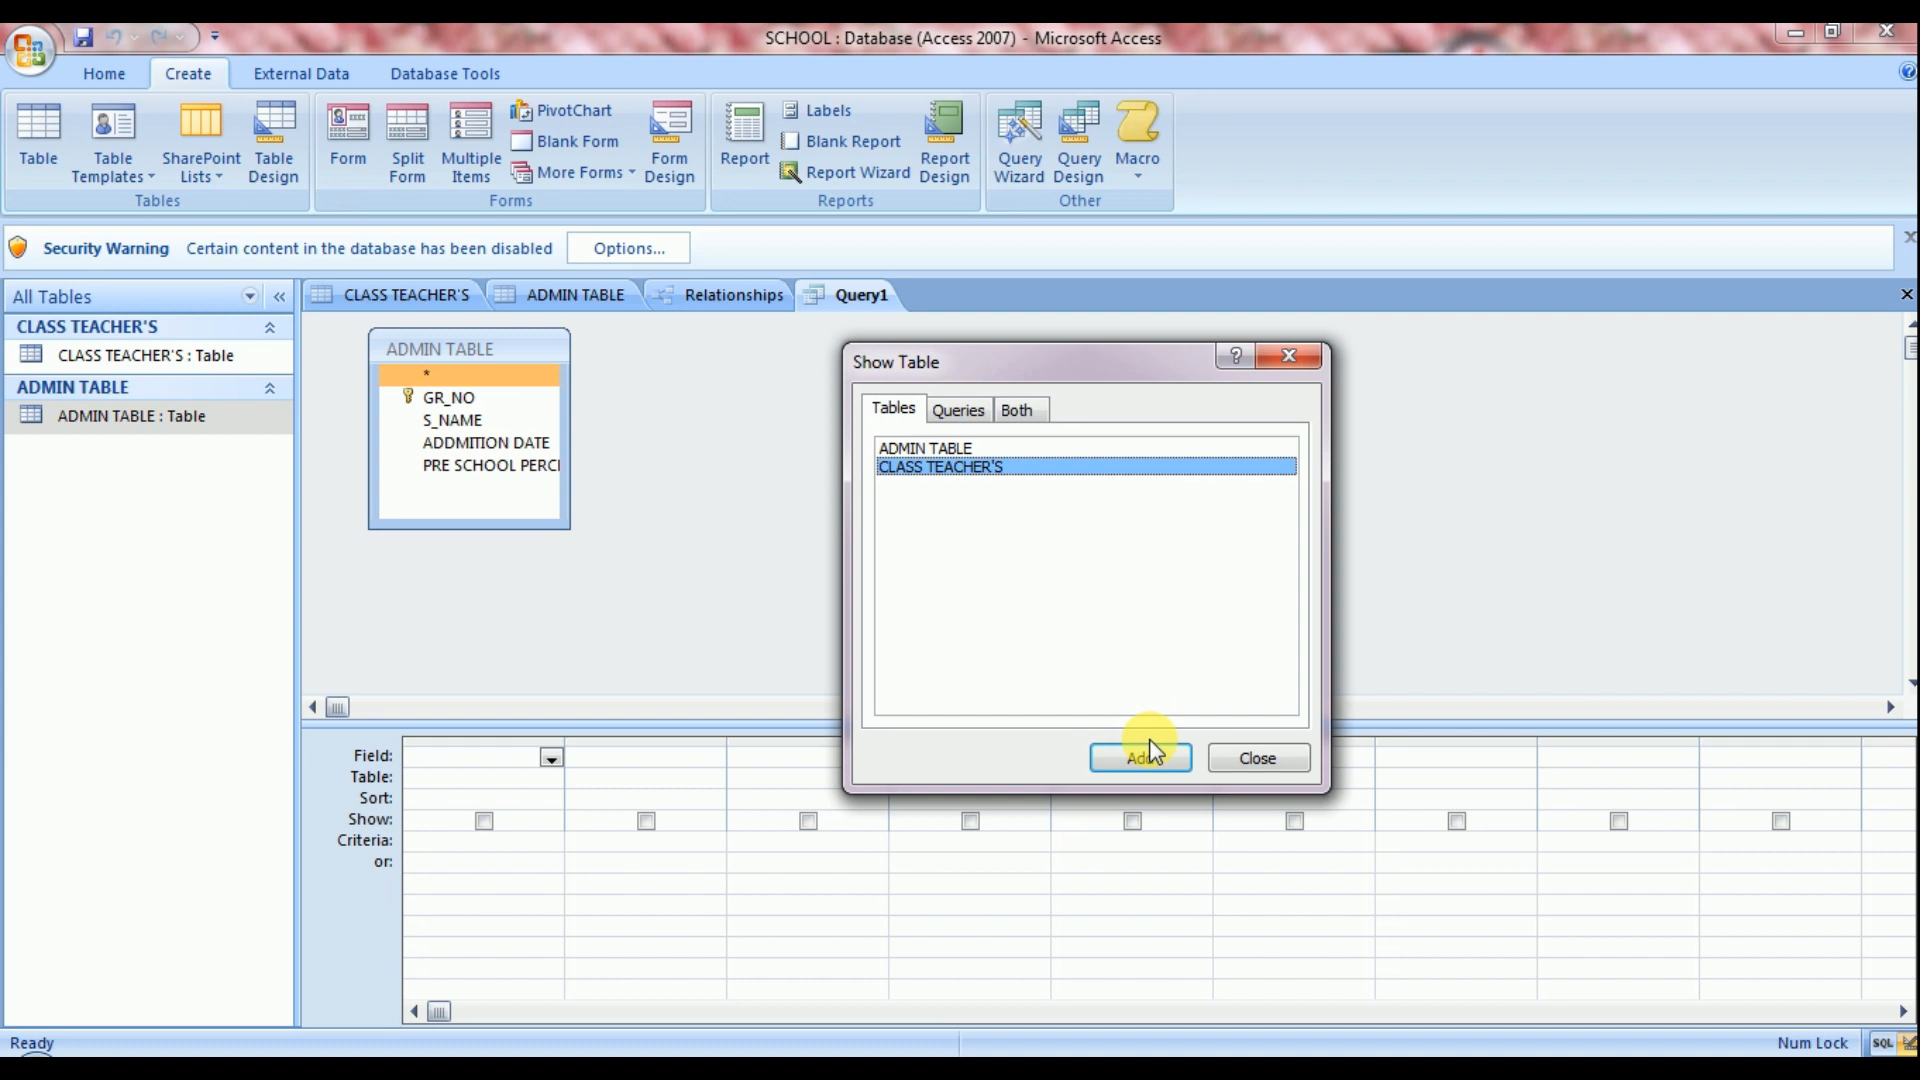 SCHOOL : Database (Access 2007) - Microsoft Access
Home Create External Data Database Tools
Table
Table Templates
SharePoint Lists
Table Design
Tables
Form
Split Form
Multiple Items
PivotChart
Blank Form
More Forms
Form Design
Forms
Report
Labels
Blank Report
Report Wizard
Report Design
Reports
Query Wizard
Query Design
Macro
Other
Security Warning Certain content in the database has been disabled Options...
All Tables
CLASS TEACHER'S
CLASS TEACHER'S : Table
ADMIN TABLE
ADMIN TABLE : Table
CLASS TEACHER'S ADMIN TABLE Relationships Query1
ADMIN TABLE
*
GR_NO
S_NAME
ADDMITION DATE
PRE SCHOOL PERCI
Show Table
Tables Queries Both
ADMIN TABLE
CLASS TEACHER'S
Add Close
Field:
Table:
Sort:
Show:
Criteria:
or:
Ready
Num Lock SQL